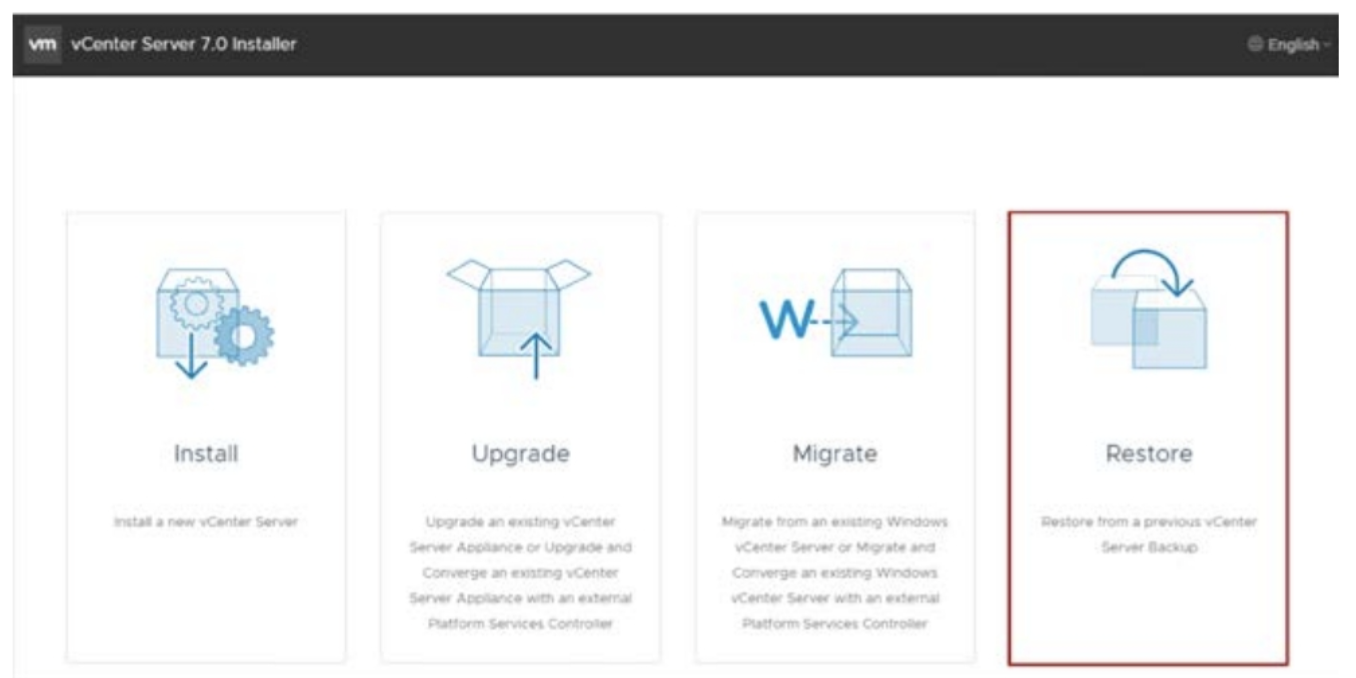 vm vCenter Server 7.0 Installer
English
W
Install
Install a new vCenter Server
Upgrade
Upgrade an existing vCenter
Server Appliance or Upgrade and
Converge an existing vCenter
Server Appliance with an external
Platform Services Controller
Migrate
Migrate from an existing Windows
vCenter Server or Migrate and
Converge an existing Windows
vCenter Server with an external
Platform Services Controller
Restore
Restore from a previous vCenter
Server Backup